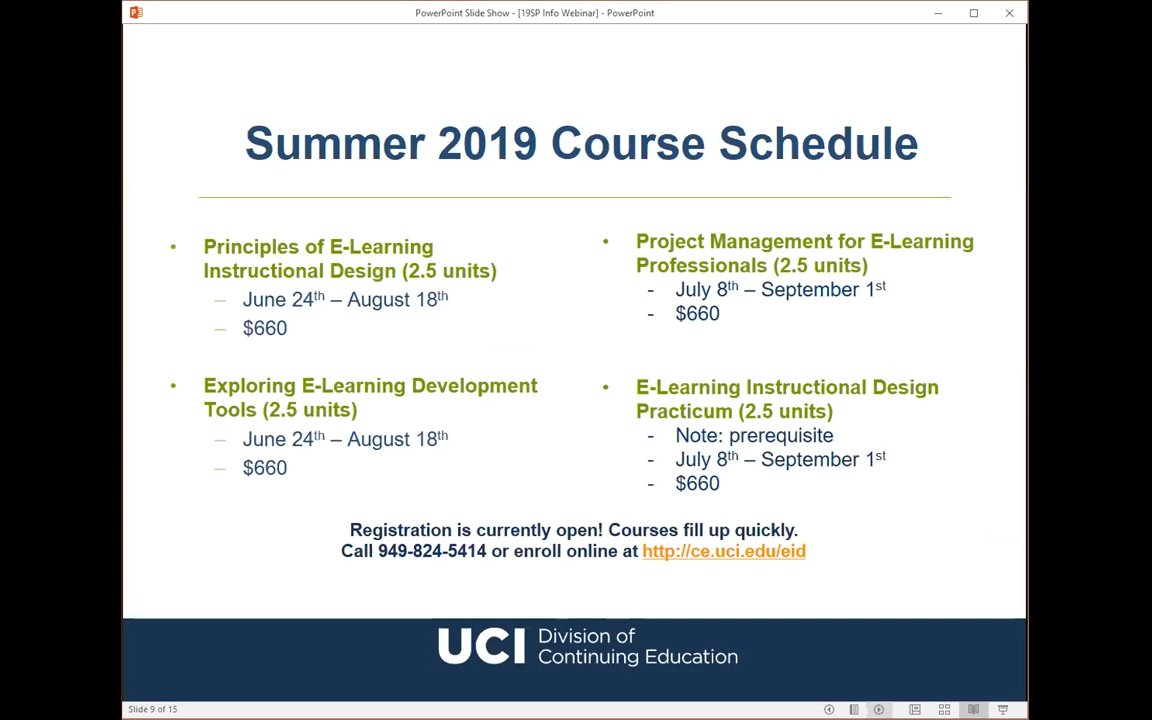 PowerPoint Slide Show - [19SP Info Webinar] - PowerPoint
Summer 2019 Course Schedule
• Principles of E-Learning
Instructional Design (2.5 units)
– June 24th – August 18th
– $660
• Exploring E-Learning Development
Tools (2.5 units)
– June 24th – August 18th
– $660
• Project Management for E-Learning
Professionals (2.5 units)
- July 8th – September 1st
- $660
• E-Learning Instructional Design
Practicum (2.5 units)
- Note: prerequisite
- July 8th – September 1st
- $660
Registration is currently open! Courses fill up quickly.
Call 949-824-5414 or enroll online at http://ce.uci.edu/eid
UCI Division of
Continuing Education
Slide 9 of 15